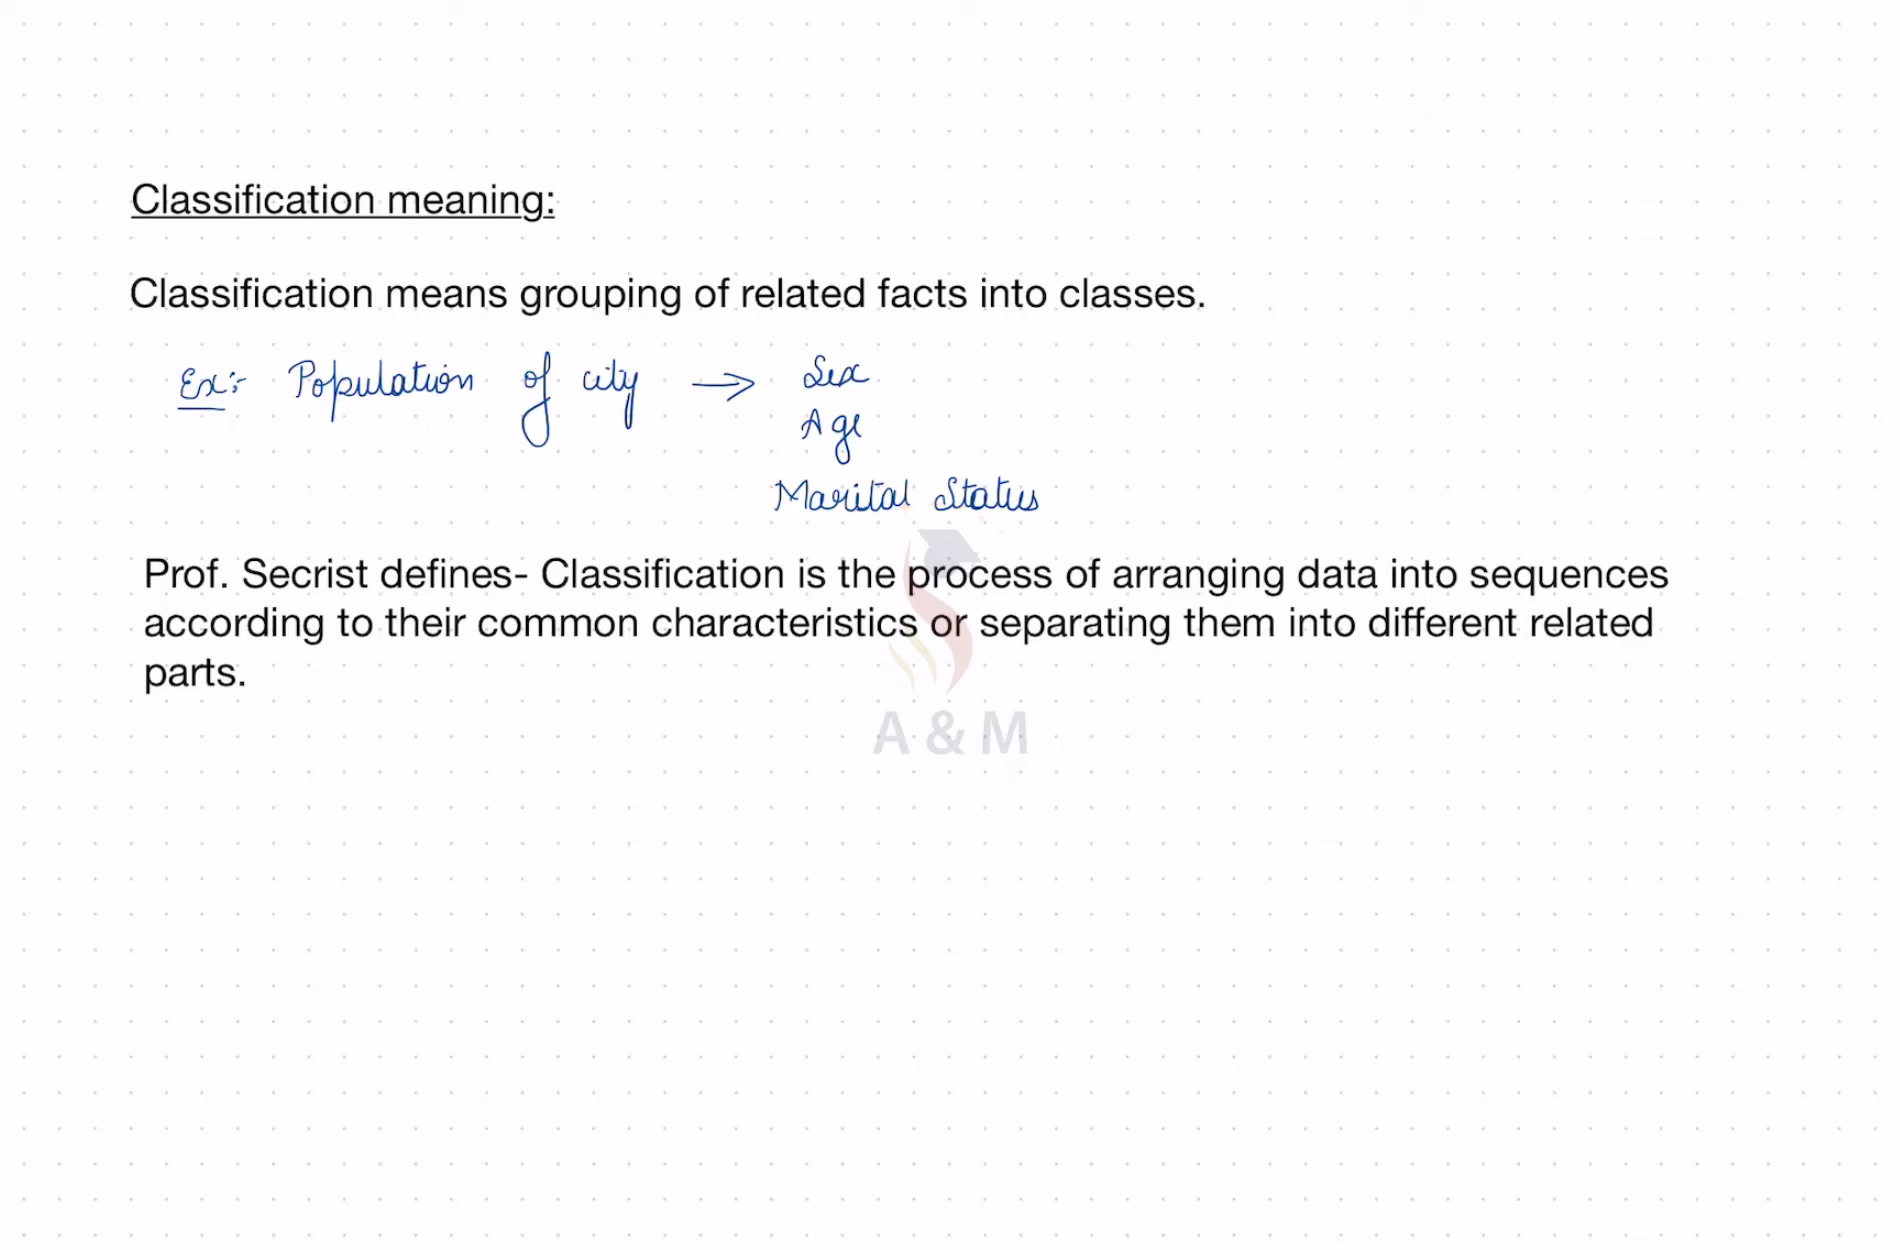 Classification meaning:
Classification means grouping of related facts into classes.
Ex:- Population of city → Sex
Age
Marital Status
Prof. Secrist defines- Classification is the process of arranging data into sequences
according to their common characteristics or separating them into different related
parts.
A & M